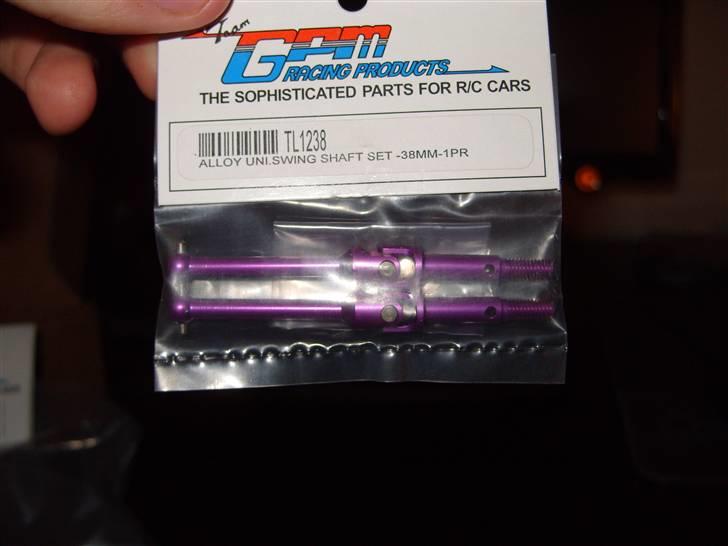 Team
GPM
RACING PRODUCTS
THE SOPHISTICATED PARTS FOR R/C CARS
TL1238
ALLOY UNI.SWING SHAFT SET -38MM-1PR